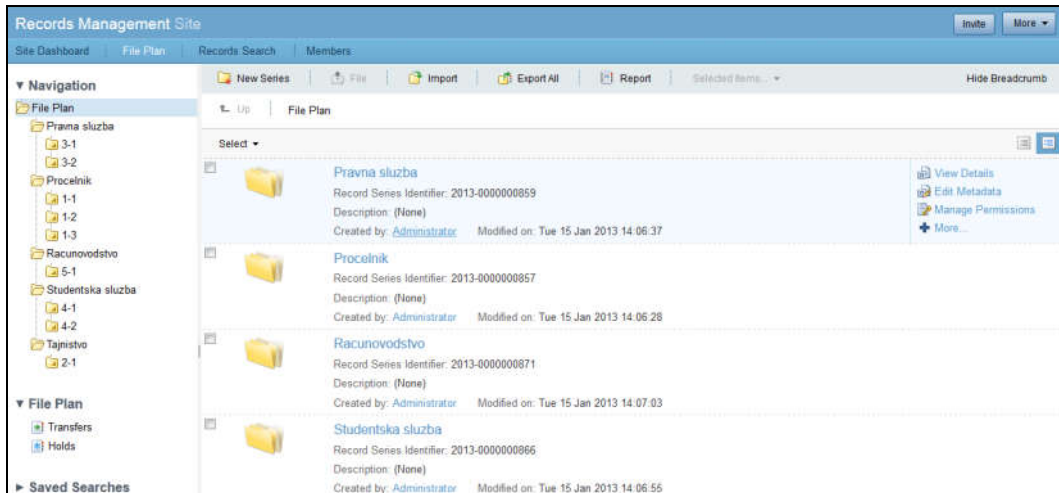 Records Management Site
Invite
More
Site Dashboard
File Plan
Records Search
Members
Navigation
File Plan
Pravna sluzba
3-1
3-2
Procelnik
1-1
1-2
1-3
Racunovodstvo
5-1
Studentska sluzba
4-1
4-2
Tajnistvo
2-1
File Plan
Transfers
Holds
Saved Searches
New Series
File
Import
Export All
Report
Selected Items...
Hide Breadcrumb
Up
File Plan
Select
Pravna sluzba
Record Series Identifier: 2013-0000000859
Description: (None)
Created by: Administrator Modified on: Tue 15 Jan 2013 14:06:37
View Details
Edit Metadata
Manage Permissions
More...
Procelnik
Record Series Identifier: 2013-0000000857
Description: (None)
Created by: Administrator Modified on: Tue 15 Jan 2013 14:06:28
Racunovodstvo
Record Series Identifier: 2013-0000000871
Description: (None)
Created by: Administrator Modified on: Tue 15 Jan 2013 14:07:03
Studentska sluzba
Record Series Identifier: 2013-0000000866
Description: (None)
Created by: Administrator Modified on: Tue 15 Jan 2013 14:06:55